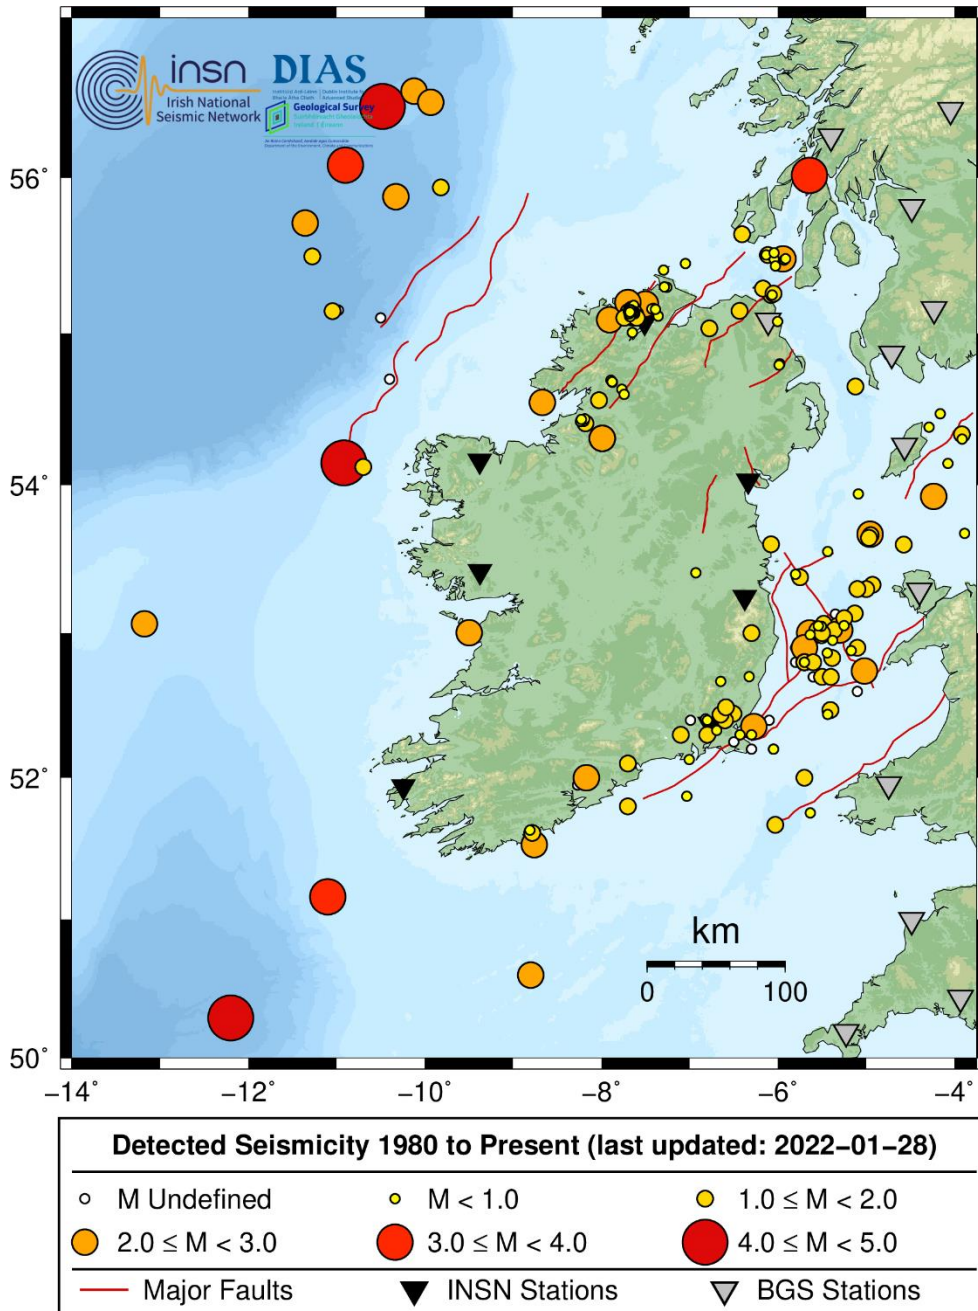 insn
Irish National
Seismic Network
DIAS
Geological Survey
56°
54°
52°
50°
km
0 100
−14 −12° −10° −8° −6° −4°
Detected Seismicity 1980 to Present (last updated: 2022−01−28)
M Undefined M < 1.0 1.0 ≤ M < 2.0
2.0 ≤ M < 3.0 3.0 ≤ M < 4.0 4.0 ≤ M < 5.0
Major Faults INSN Stations BGS Stations